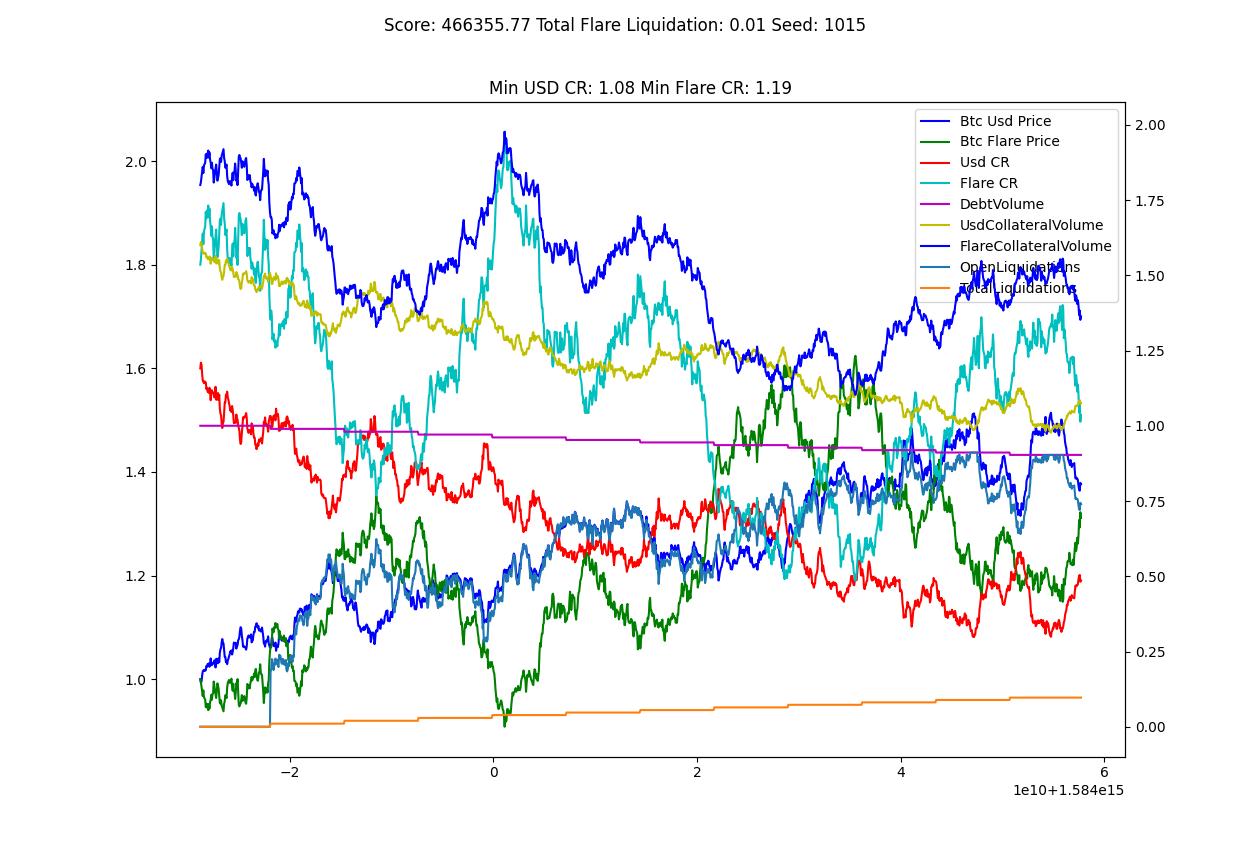 Score: 466355.77 Total Flare Liquidation: 0.01 Seed: 1015
Min USD CR: 1.08 Min Flare CR: 1.19
Btc Usd Price
Btc Flare Price
Usd CR
Flare CR
DebtVolume
UsdCollateralVolume
FlareCollateralVolume
OpenLiquidations
TotalLiquidations
2.0
1.8
1.6
1.4
1.2
1.0
2.00
1.75
1.50
1.25
1.00
0.75
0.50
0.25
0.00
−2
0
2
4
6
1e10+1.584e15